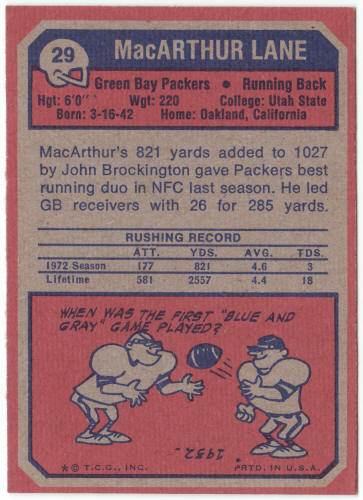 29
MacARTHUR LANE
Green Bay Packers • Running Back
Hgt: 6'0" Wgt: 220 College: Utah State
Born: 3-16-42 Home: Oakland, California
MacArthur's 821 yards added to 1027
by John Brockington gave Packers best
running duo in NFC last season. He led
GB receivers with 26 for 285 yards.
RUSHING RECORD
ATT. YDS. AVG. TDS.
1972 Season 177 821 4.6 3
Lifetime 581 2557 4.4 18
WHEN WAS THE FIRST "BLUE AND
GRAY" GAME PLAYED?
1952.
* © T.C.G., INC. PRTD. IN U.S.A.